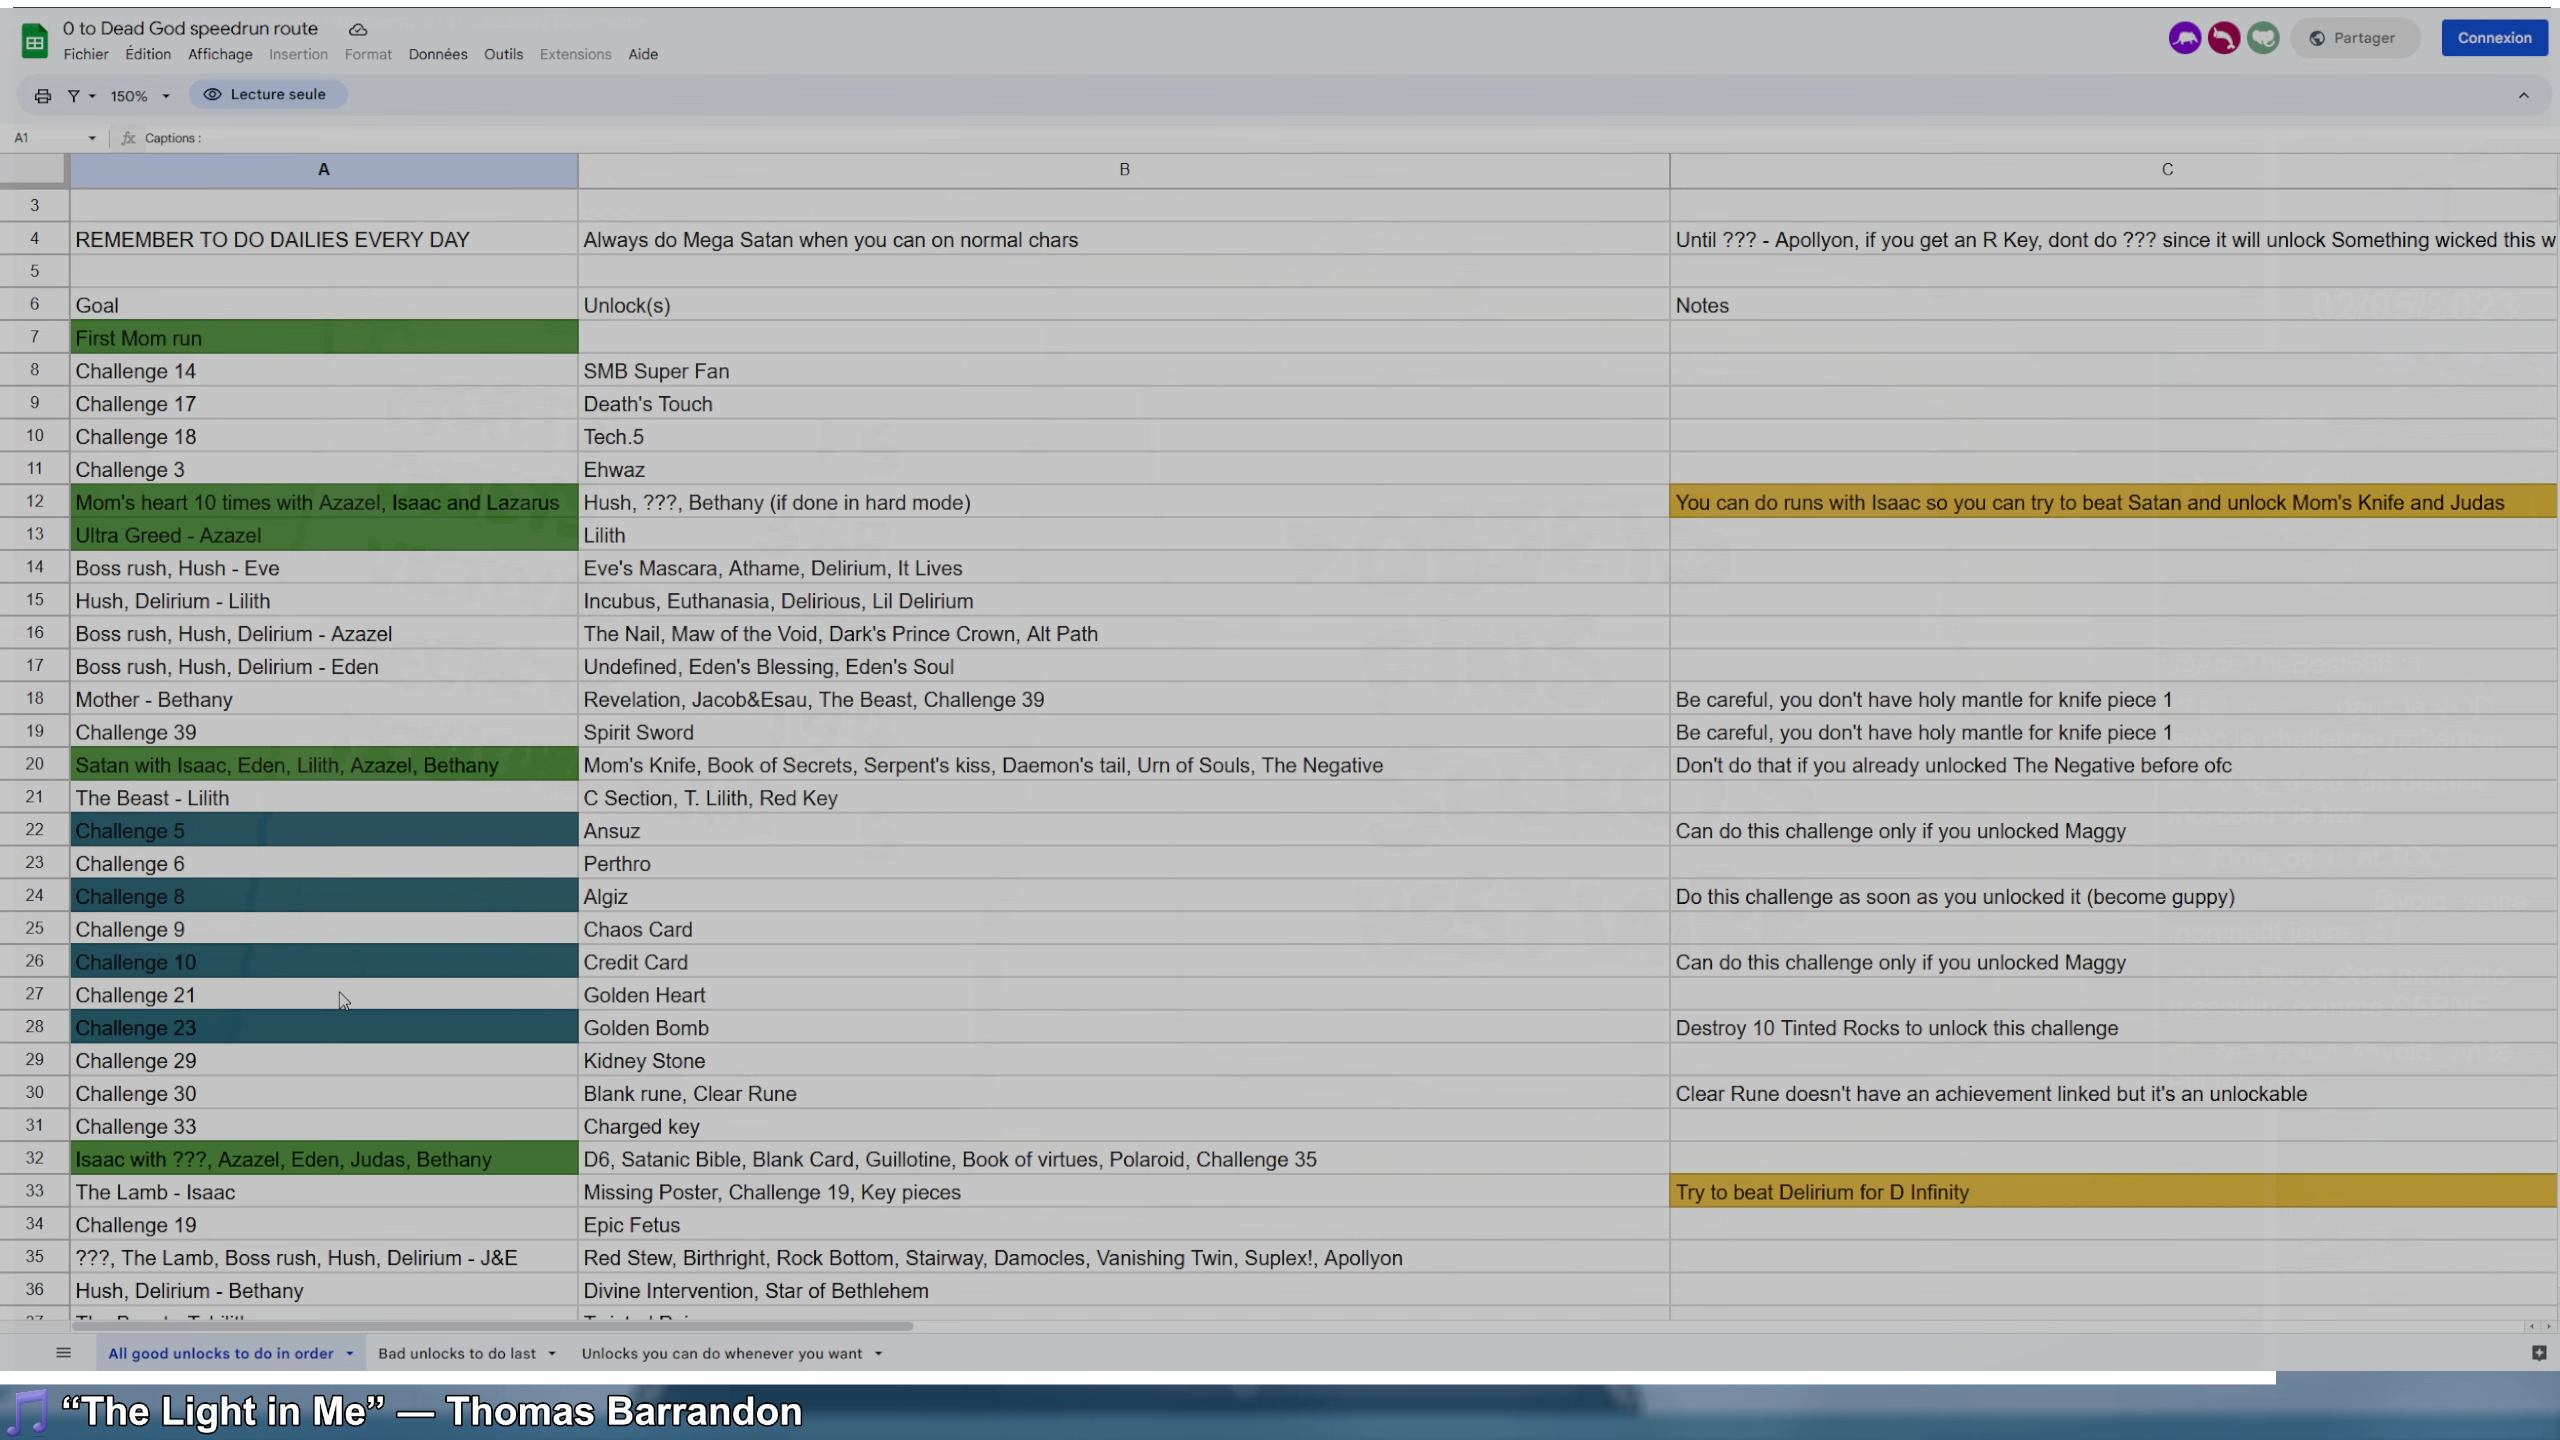 0 to Dead God speedrun route
Fichier Édition Affichage Insertion Format Données Outils Extensions Aide
Partager
Connexion
150% Lecture seule
A1 fx Captions :
A B C
3
4 REMEMBER TO DO DAILIES EVERY DAY Always do Mega Satan when you can on normal chars Until ??? - Apollyon, if you get an R Key, dont do ??? since it will unlock Something wicked this w
5
6 Goal Unlock(s) Notes
7 First Mom run
8 Challenge 14 SMB Super Fan
9 Challenge 17 Death's Touch
10 Challenge 18 Tech.5
11 Challenge 3 Ehwaz
12 Mom's heart 10 times with Azazel, Isaac and Lazarus Hush, ???, Bethany (if done in hard mode) You can do runs with Isaac so you can try to beat Satan and unlock Mom's Knife and Judas
13 Ultra Greed - Azazel Lilith
14 Boss rush, Hush - Eve Eve's Mascara, Athame, Delirium, It Lives
15 Hush, Delirium - Lilith Incubus, Euthanasia, Delirious, Lil Delirium
16 Boss rush, Hush, Delirium - Azazel The Nail, Maw of the Void, Dark's Prince Crown, Alt Path
17 Boss rush, Hush, Delirium - Eden Undefined, Eden's Blessing, Eden's Soul
18 Mother - Bethany Revelation, Jacob&Esau, The Beast, Challenge 39 Be careful, you don't have holy mantle for knife piece 1
19 Challenge 39 Spirit Sword Be careful, you don't have holy mantle for knife piece 1
20 Satan with Isaac, Eden, Lilith, Azazel, Bethany Mom's Knife, Book of Secrets, Serpent's kiss, Daemon's tail, Urn of Souls, The Negative Don't do that if you already unlocked The Negative before ofc
21 The Beast - Lilith C Section, T. Lilith, Red Key
22 Challenge 5 Ansuz Can do this challenge only if you unlocked Maggy
23 Challenge 6 Perthro
24 Challenge 8 Algiz Do this challenge as soon as you unlocked it (become guppy)
25 Challenge 9 Chaos Card
26 Challenge 10 Credit Card Can do this challenge only if you unlocked Maggy
27 Challenge 21 Golden Heart
28 Challenge 23 Golden Bomb Destroy 10 Tinted Rocks to unlock this challenge
29 Challenge 29 Kidney Stone
30 Challenge 30 Blank rune, Clear Rune Clear Rune doesn't have an achievement linked but it's an unlockable
31 Challenge 33 Charged key
32 Isaac with ???, Azazel, Eden, Judas, Bethany D6, Satanic Bible, Blank Card, Guillotine, Book of virtues, Polaroid, Challenge 35
33 The Lamb - Isaac Missing Poster, Challenge 19, Key pieces Try to beat Delirium for D Infinity
34 Challenge 19 Epic Fetus
35 ???, The Lamb, Boss rush, Hush, Delirium - J&E Red Stew, Birthright, Rock Bottom, Stairway, Damocles, Vanishing Twin, Suplex!, Apollyon
36 Hush, Delirium - Bethany Divine Intervention, Star of Bethlehem
All good unlocks to do in order Bad unlocks to do last Unlocks you can do whenever you want
“The Light in Me” — Thomas Barrandon